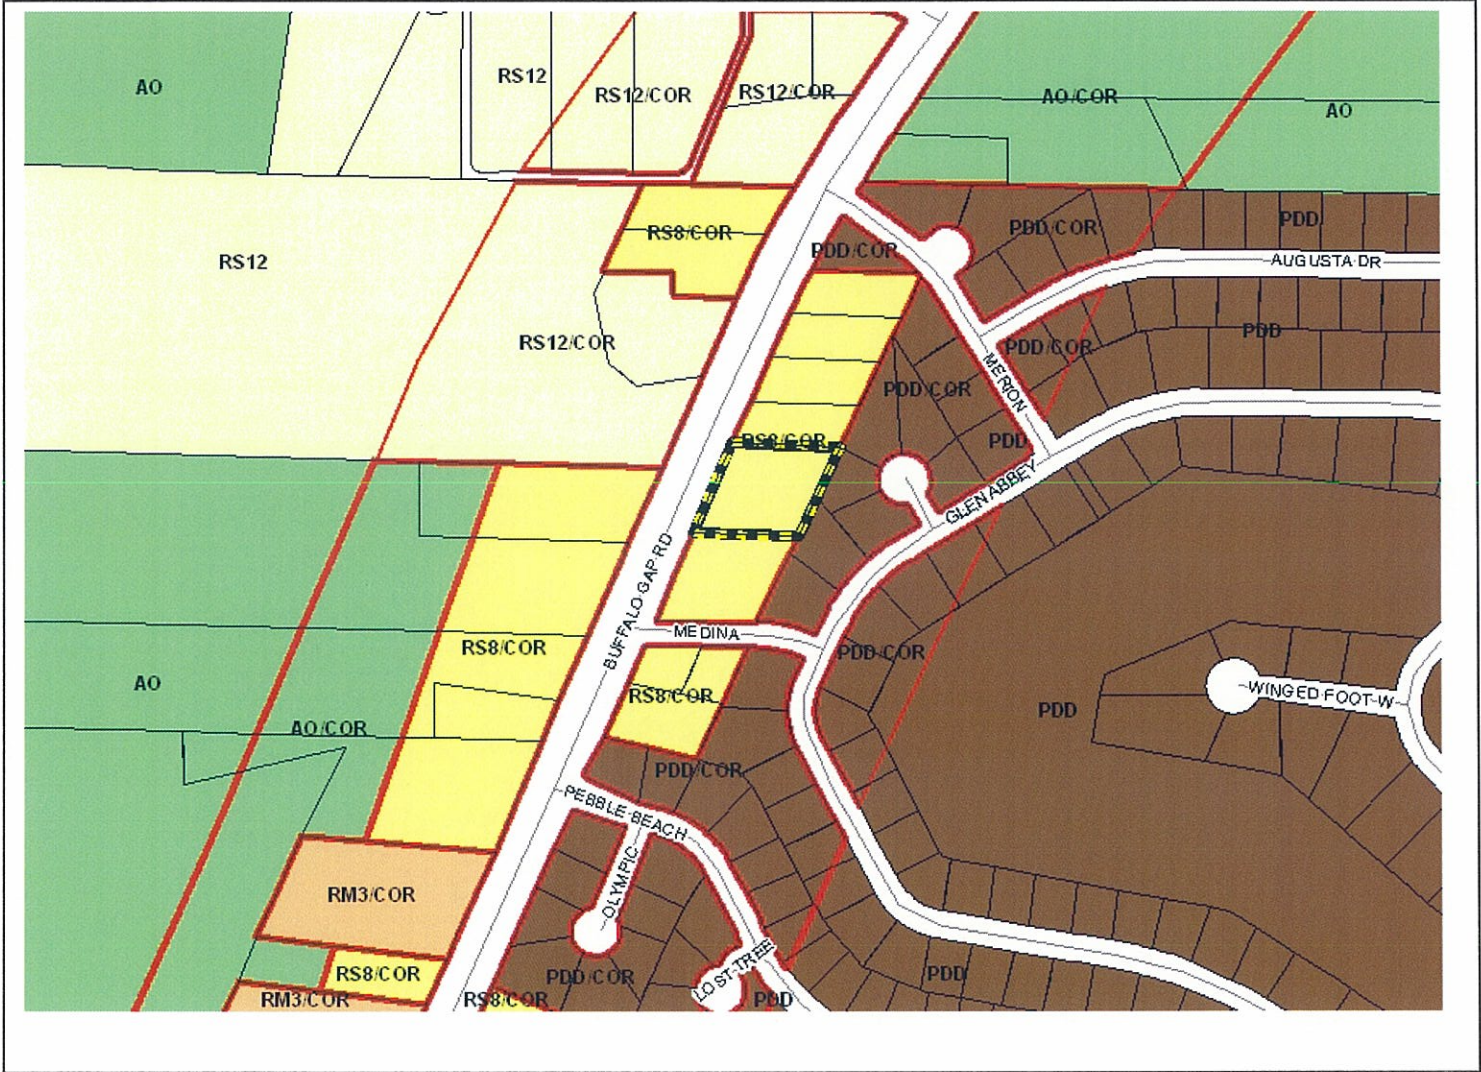 RS12
AO
RS12/COR
RS12/COR
AO/COR
AO
RS8/COR
PDD/COR
PDD/COR
PDD
RS12
AUGUSTA DR
RS12/COR
PDD/COR
PDD
MERION
PDD/COR
RS8/COR
PDD
GLEN ABBEY
BUFFALO GAP RD
MEDINA
RS8/COR
PDD/COR
AO
RS8/COR
WINGED FOOT W
PDD
AO/COR
PDD/COR
PEBBLE BEACH
OLYMPIC
RM3/COR
LOST TREE
RS8/COR
PDD/COR
PDD
RM3/COR
RS8/COR
PDD